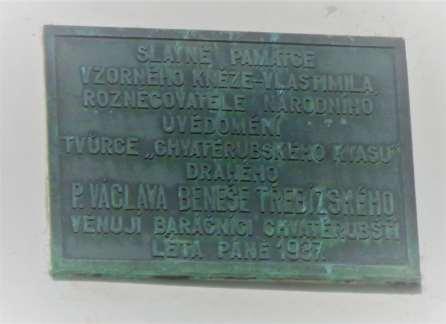 SLAVNÉ PAMÁTCE
VZORNÉHO KNĚZE-VLASTIMILA,
ROZNĚCOVATELE NÁRODNÍHO
UVĚDOMĚNÍ
TVŮRCE „CHVATĚRUBSKÉHO KVASU“
DRAHÉHO
P. VÁCLAVA BENEŠE TŘEBÍZSKÉHO
VĚNUJÍ BARÁČNÍCI CHVATĚRUBŠTÍ
LÉTA PÁNĚ 1937.